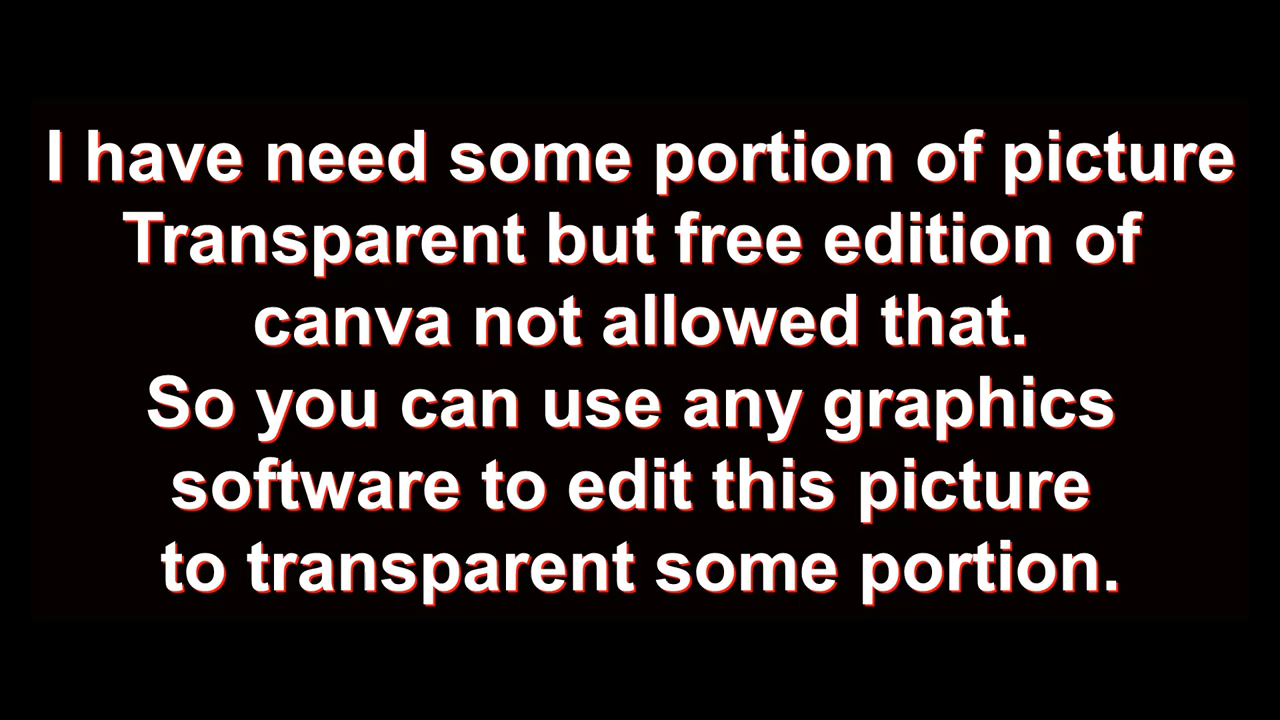 I have need some portion of picture
Transparent but free edition of
canva not allowed that.
So you can use any graphics
software to edit this picture
to transparent some portion.